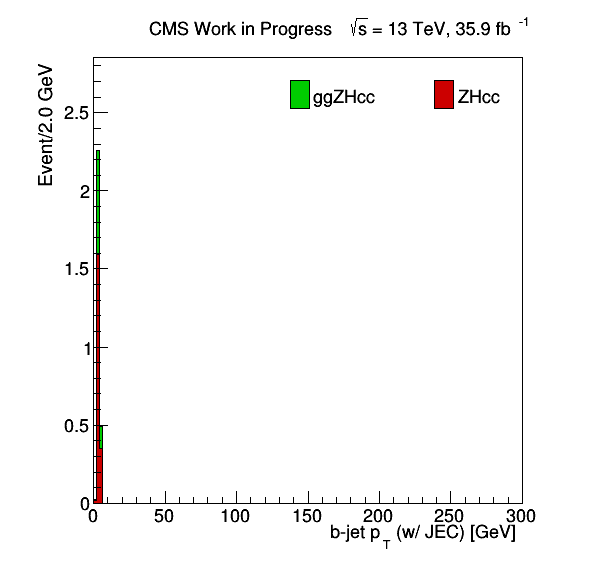 CMS Work in Progress √s = 13 TeV, 35.9 fb -1
Event/2.0 GeV
ggZHcc
ZHcc
2.5
2
1.5
1
0.5
0
0 50 100 150 200 250 300
b-jet p T (w/ JEC) [GeV]